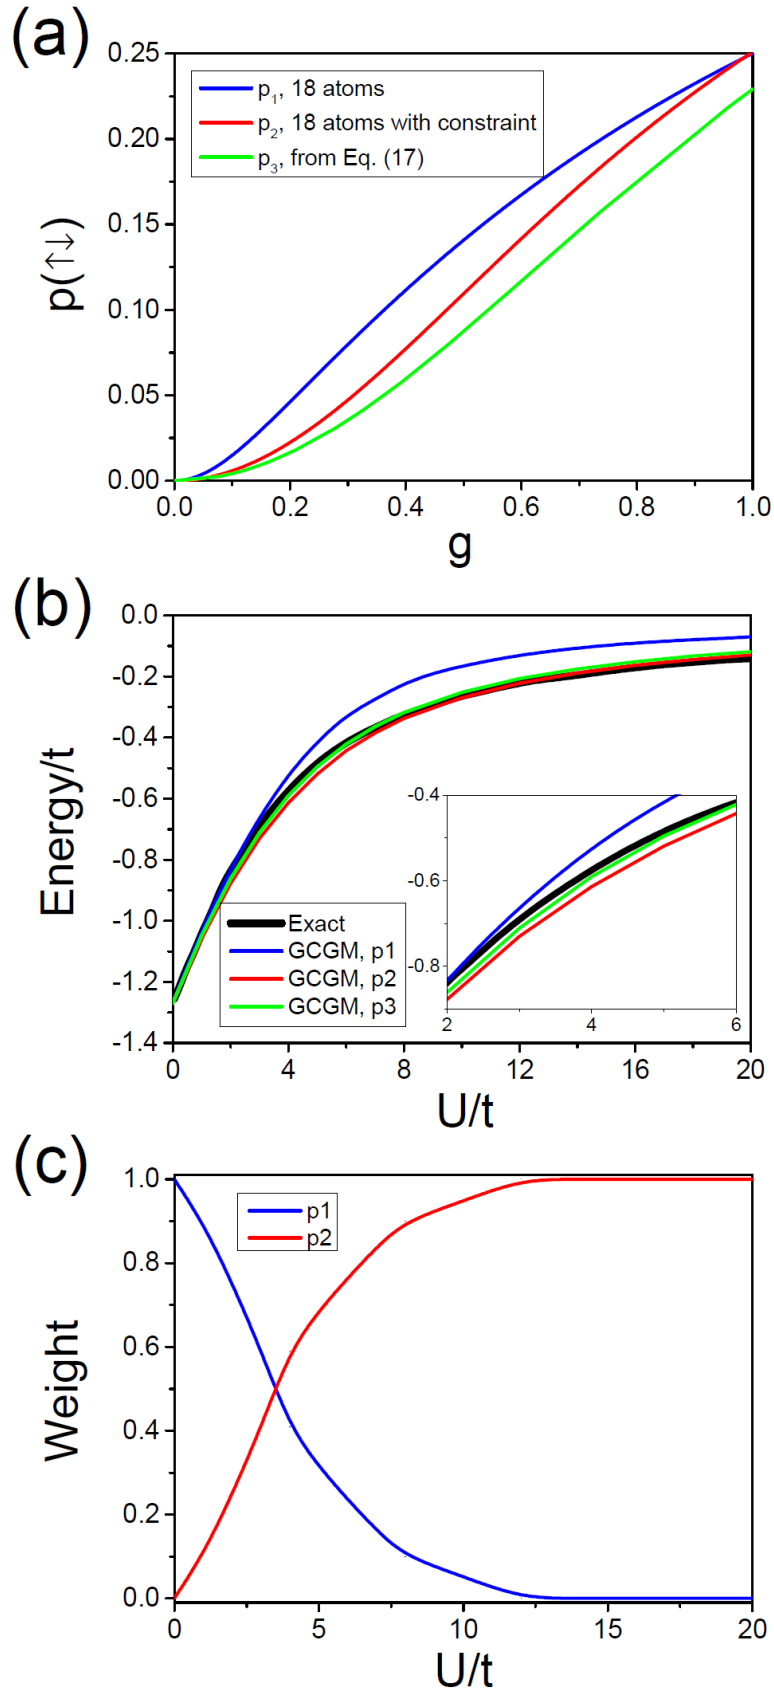 (a)
0.25
0.20
0.15
0.10
0.05
0.00
p(↑↓)
p1, 18 atoms
p2, 18 atoms with constraint
p3, from Eq. (17)
0.0 0.2 0.4 0.6 0.8 1.0
g
(b)
0.0
-0.2
-0.4
-0.6
-0.8
-1.0
-1.2
-1.4
Energy/t
Exact
GCGM, p1
GCGM, p2
GCGM, p3
-0.4
-0.6
-0.8
2 4 6
0 4 8 12 16 20
U/t
(c)
1.0
0.8
0.6
0.4
0.2
0.0
Weight
p1
p2
0 5 10 15 20
U/t